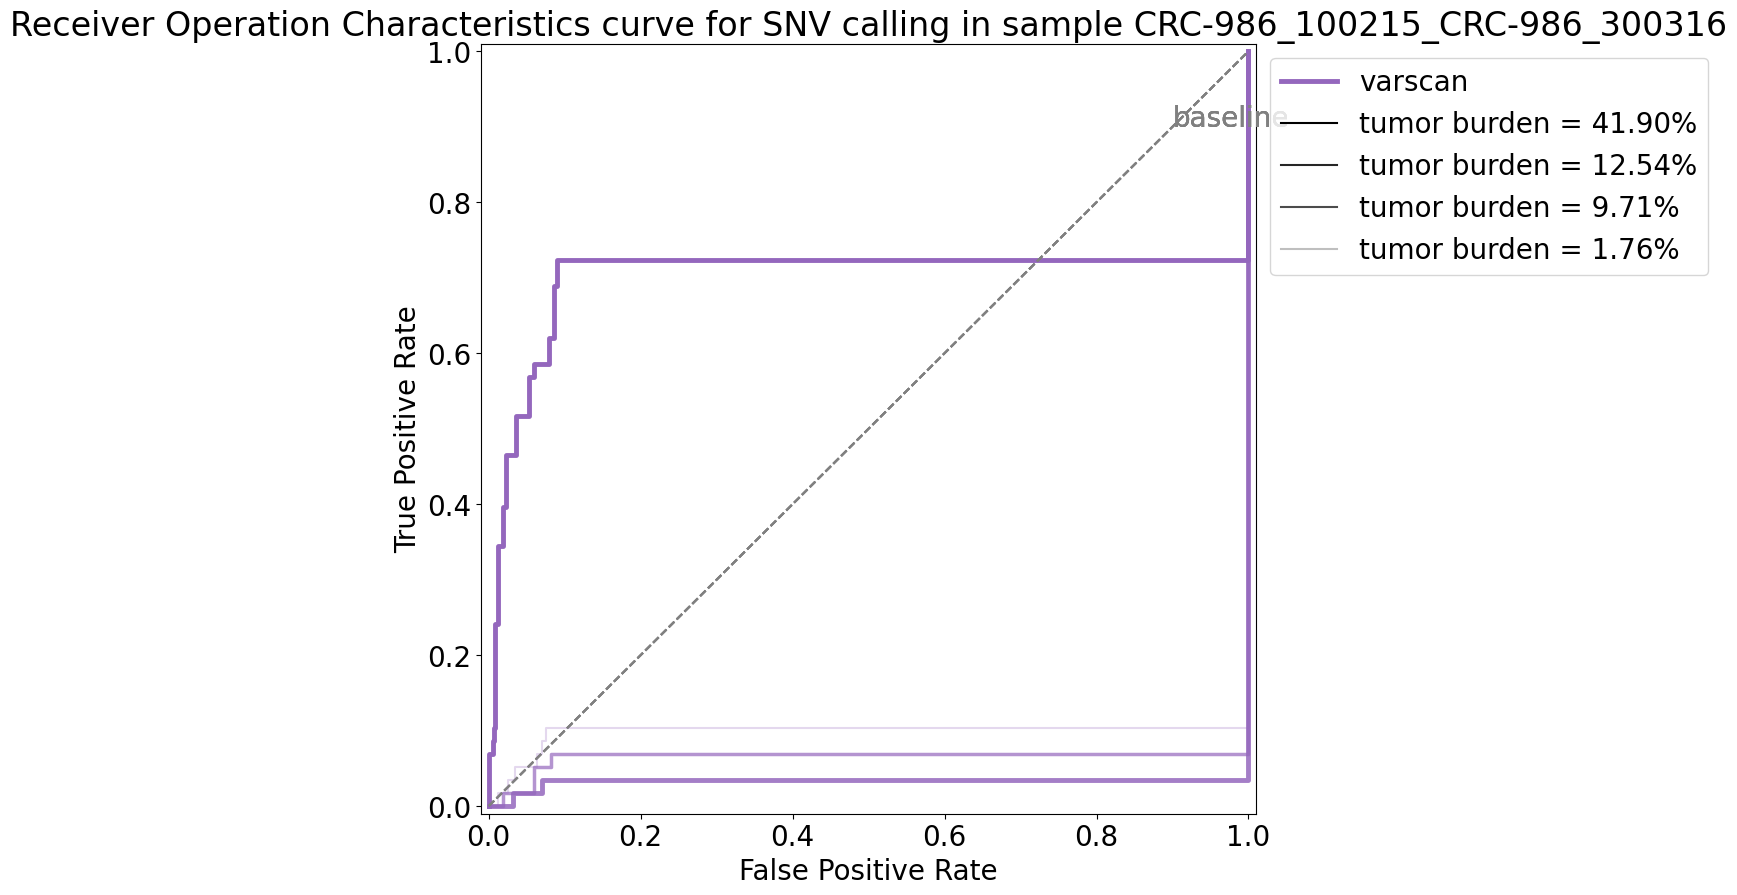 Receiver Operation Characteristics curve for SNV calling in sample CRC-986_100215_CRC-986_300316
1.0
0.8
0.6
0.4
0.2
0.0
True Positive Rate
baseline
varscan
tumor burden = 41.90%
tumor burden = 12.54%
tumor burden = 9.71%
tumor burden = 1.76%
0.0 0.2 0.4 0.6 0.8 1.0
False Positive Rate